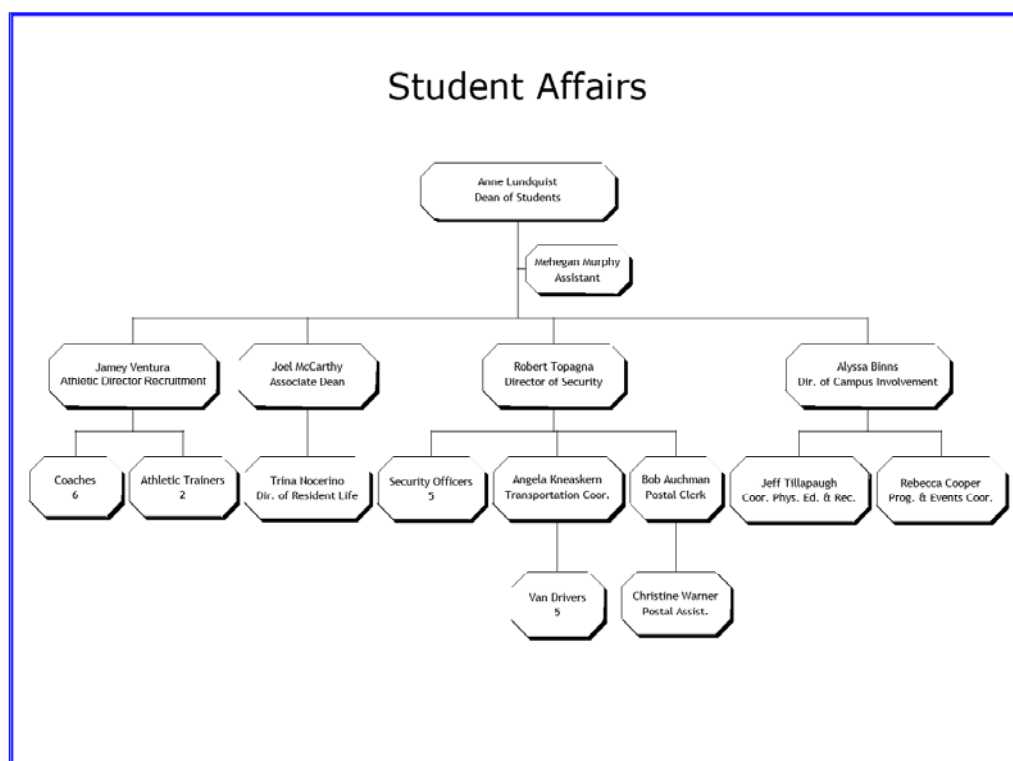 Student Affairs
Anne Lundquist
Dean of Students
Mehegan Murphy
Assistant
Jamey Ventura
Athletic Director Recruitment
Joel McCarthy
Associate Dean
Robert Topagna
Director of Security
Alyssa Binns
Dir. of Campus Involvement
Coaches
6
Athletic Trainers
2
Trina Nocerino
Dir. of Resident Life
Security Officers
5
Angela Kneaskern
Transportation Coor.
Bob Auchman
Postal Clerk
Jeff Tillapaugh
Coor. Phys. Ed. & Rec.
Rebecca Cooper
Prog. & Events Coor.
Van Drivers
5
Christine Warner
Postal Assist.